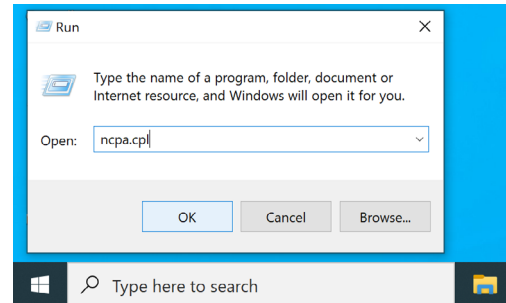 Run
Type the name of a program, folder, document or
Internet resource, and Windows will open it for you.
Open: ncpa.cpl
OK Cancel Browse...
Type here to search